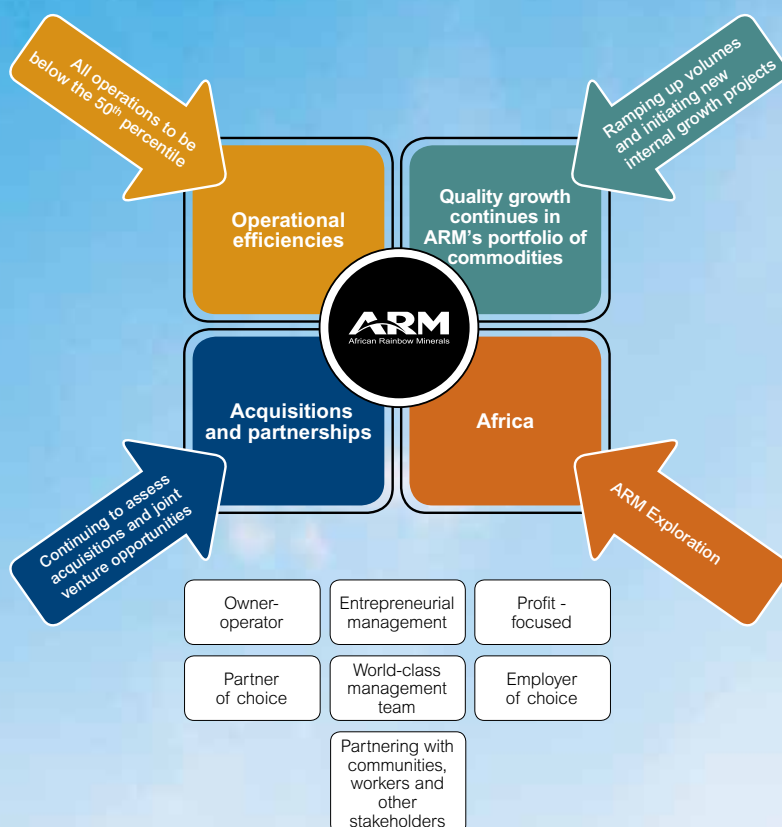 All operations to be
below the 50th percentile
Ramping up volumes
and initiating new
internal growth projects
Operational
efficiencies
Quality growth
continues in
ARM's portfolio of
commodities
ARM
African Rainbow Minerals
Acquisitions
and partnerships
Africa
Continuing to assess
acquisitions and joint
venture opportunities
ARM Exploration
Owner-
operator
Entrepreneurial
management
Profit -
focused
Partner
of choice
World-class
management
team
Employer
of choice
Partnering with
communities,
workers and
other
stakeholders